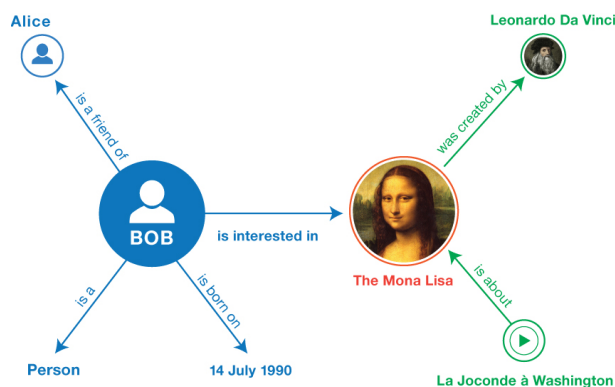 Alice
Leonardo Da Vinci
is a friend of
was created by
BOB
is interested in
The Mona Lisa
is a
is born on
is about
Person
14 July 1990
La Joconde à Washington